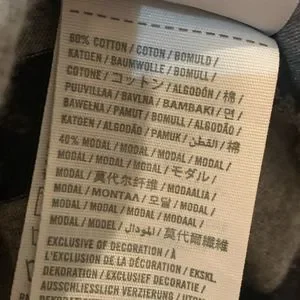 60% COTTON / COTON / BOMULD /
KATOEN / BAUMWOLLE / BOMULL /
COTONE / コットン / ALGODÓN / 棉 /
PUUVILLAA / BAVLNA / ΒΑΜΒΑΚΙ / 면 /
BAWEŁNA / PAMUT / BOMULL / ALGODÃO /
KATOEN / ALGODÃO / PAMUK / القطن / 棉
40% MODAL / MODAL / MODAL /
MODAL / MODAL / MODAL / MODAL /
MODAL / MODAL / MODAL / モダル /
MODAL / 莫代尔纤维 / MODAALIA /
MODAL / ΜΟΝΤΑΛ / 모달 / MODAL /
MODAL / MODAL / MODAL / MODAAL /
MODAL / MODEL / المودال / 莫代爾纖維
EXCLUSIVE OF DECORATION / À
L'EXCLUSION DE LA DÉCORATION / EKSKL.
DEKORATION / EXCLUSIEF DECORATIE /
AUSSCHLIESSLICH VERZIERUNG /